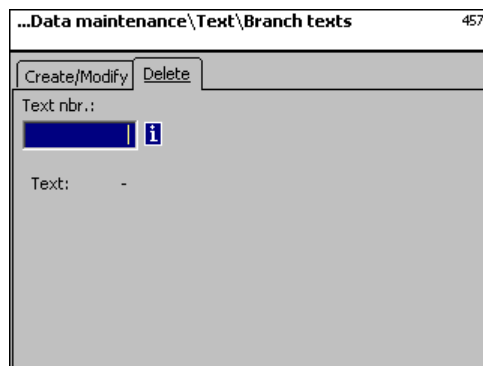 ...Data maintenance\Text\Branch texts 457
Create/Modify Delete
Text nbr.:
i
Text: -